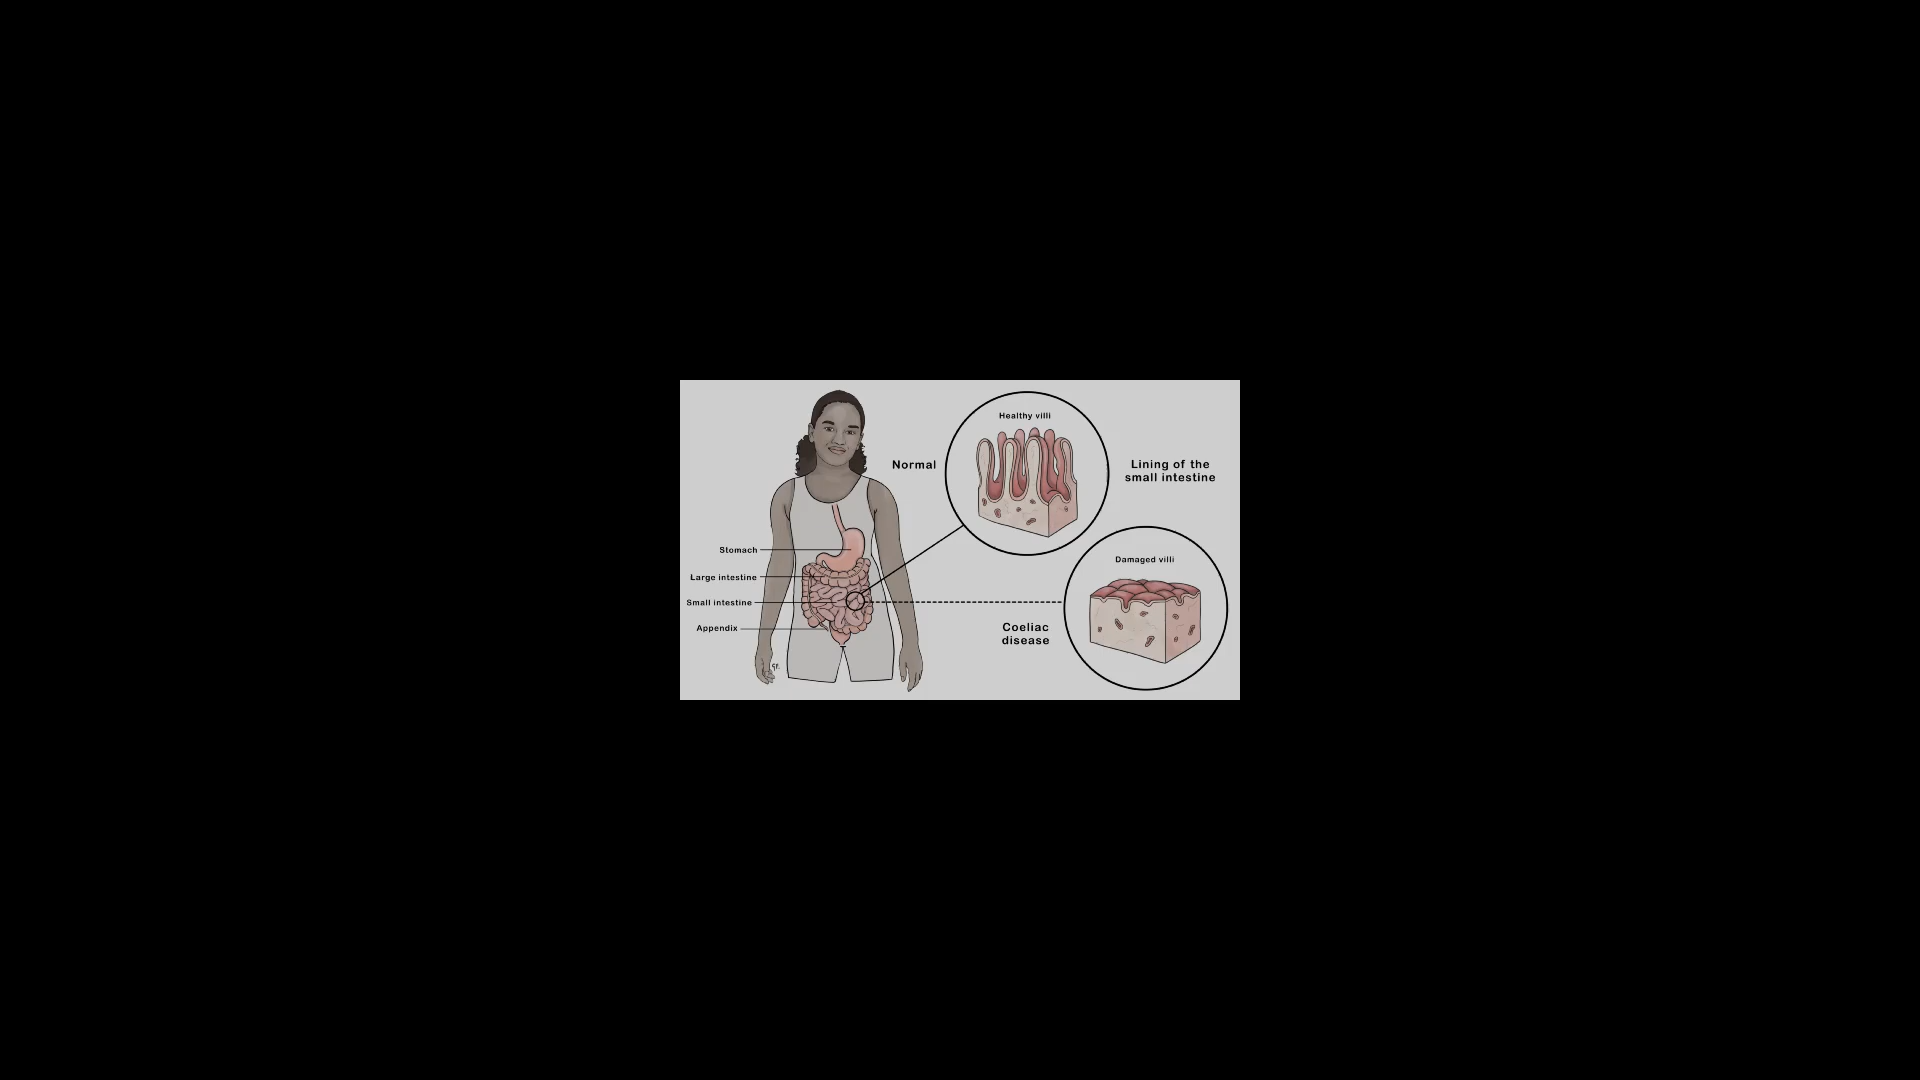 Healthy villi
Normal
Lining of the
small intestine
Stomach
Large intestine
Small intestine
Appendix
Damaged villi
Coeliac
disease